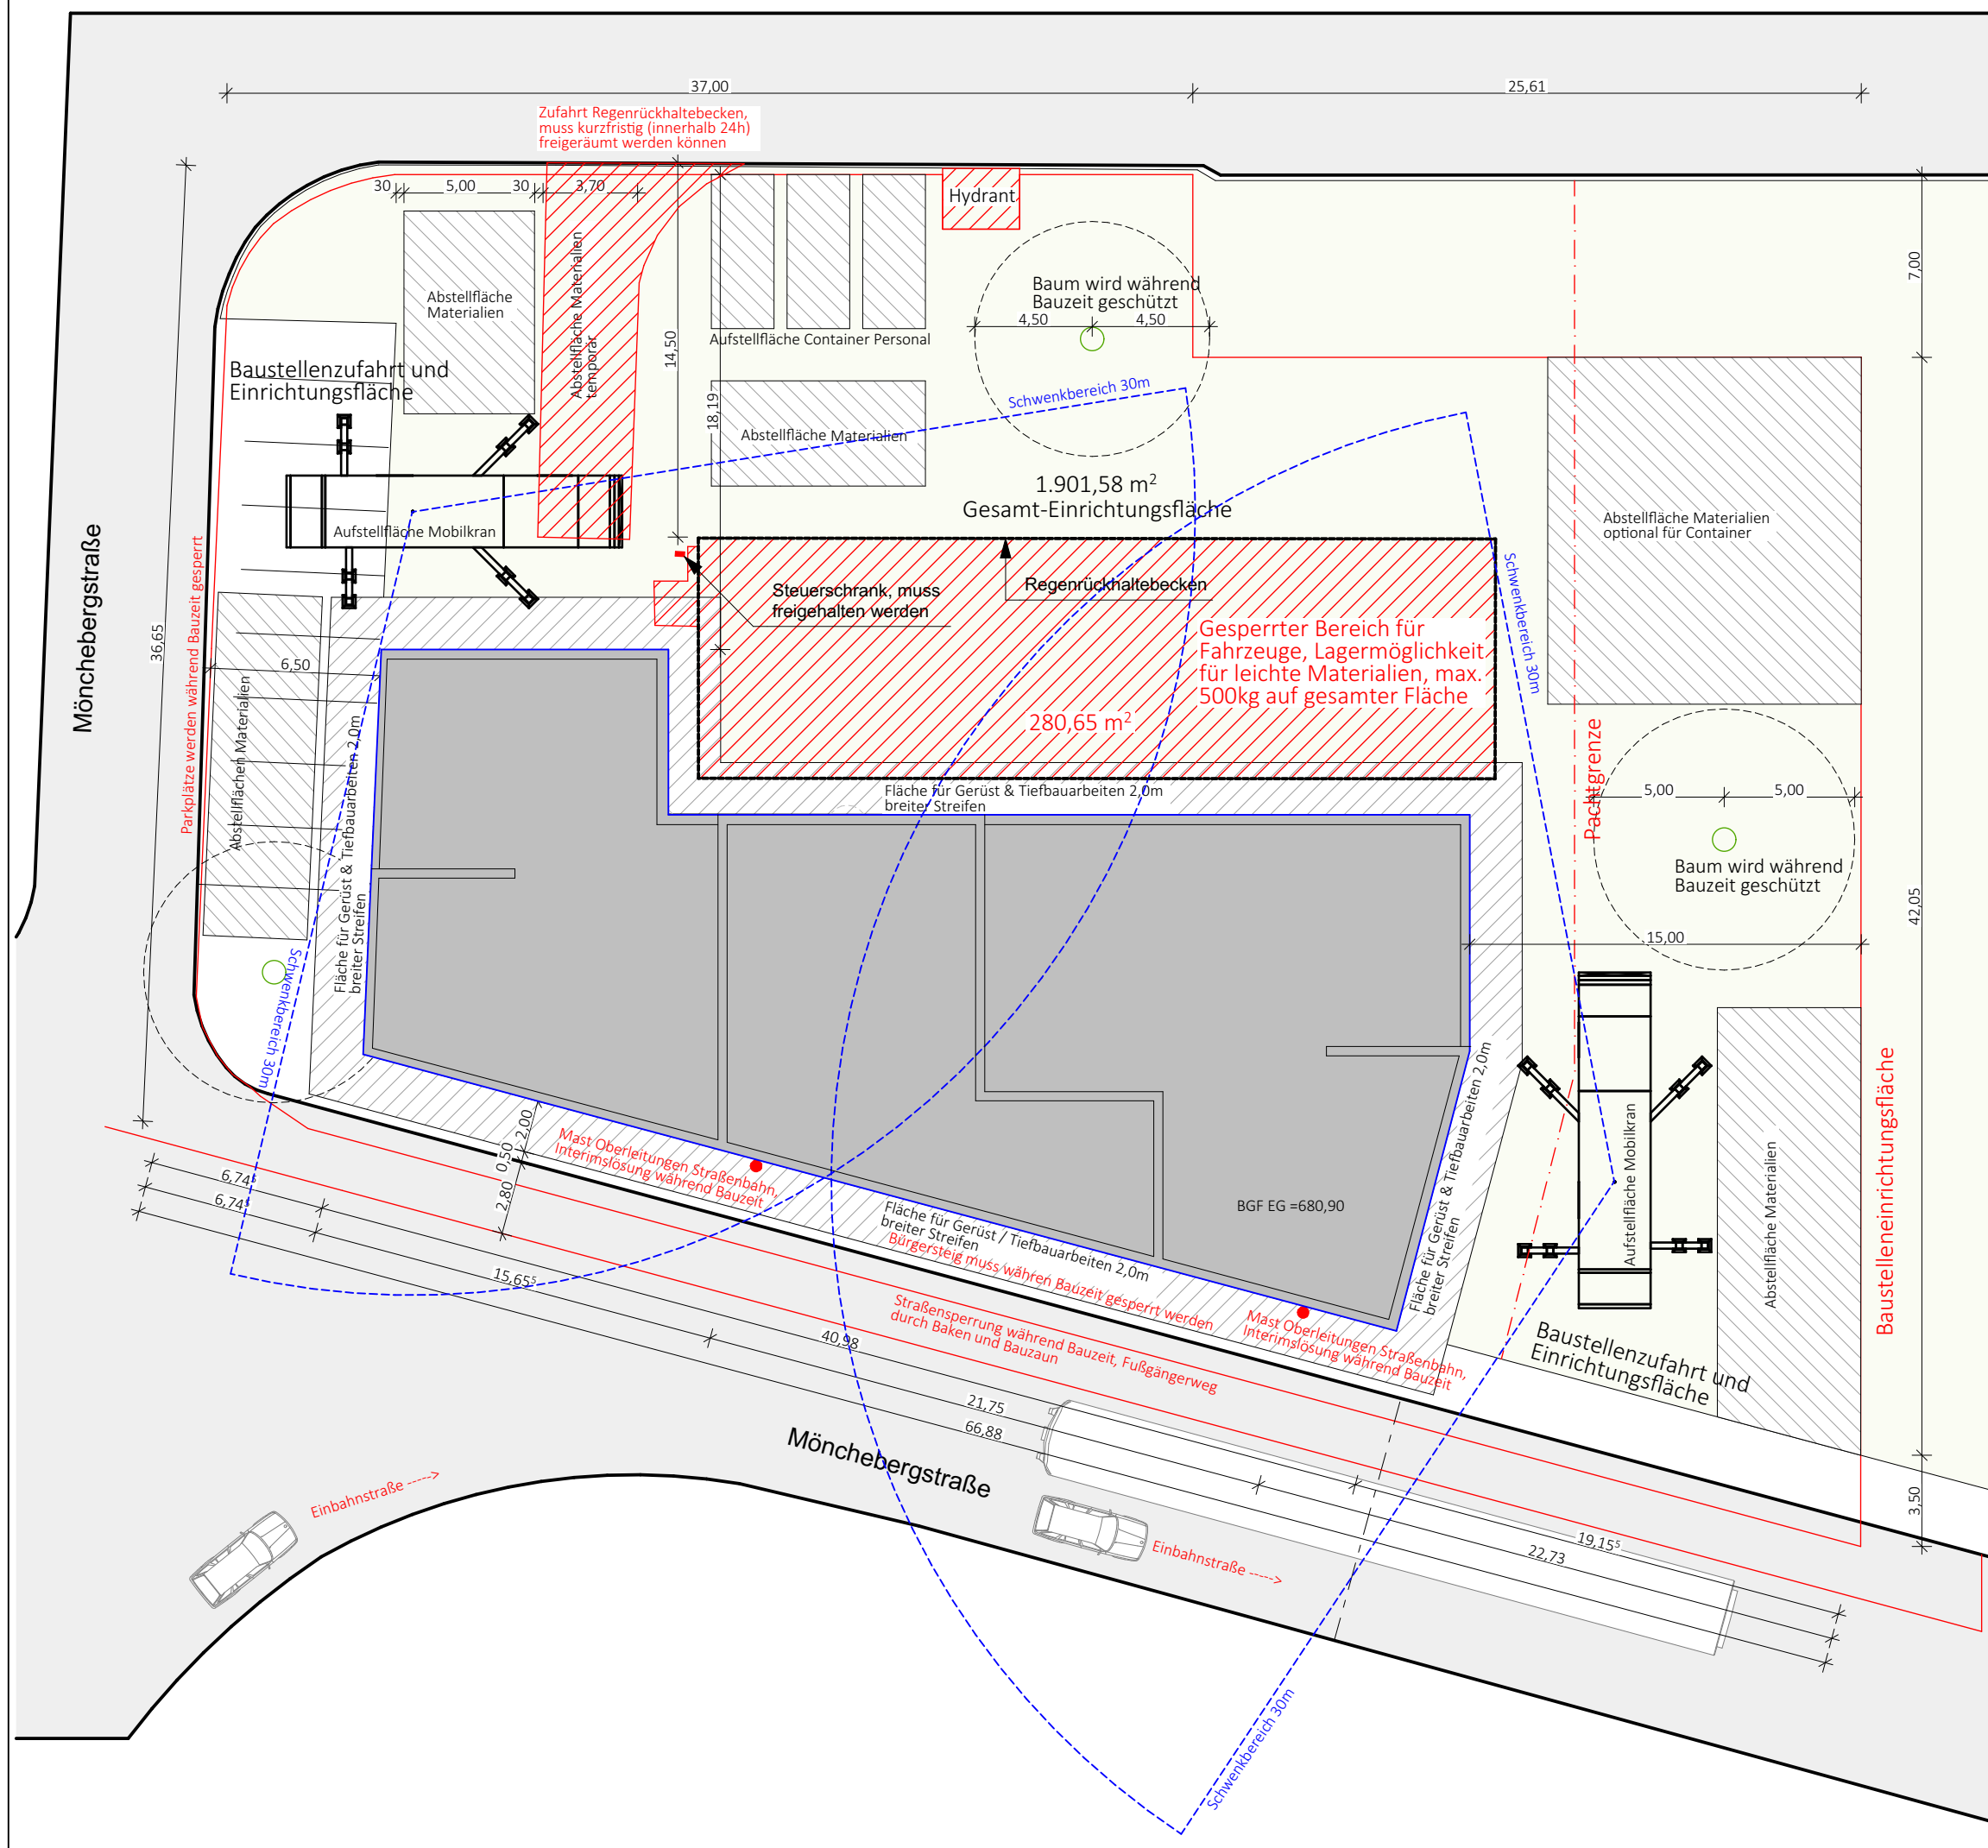 37,00
25,61
Zufahrt Regenrückhaltebecken,
muss kurzfristig (innerhalb 24h)
freigeräumt werden können
30
5,00
30
3,70
Hydrant
7,00
Abstellfläche
Materialien
Abstellfläche Materialien
temporär
14,50
18,19
Aufstellfläche Container Personal
Baum wird während
Bauzeit geschützt
4,50
4,50
Baustellenzufahrt und
Einrichtungsfläche
Schwenkbereich 30m
Abstellfläche Materialien
1.901,58 m²
Gesamt-Einrichtungsfläche
Aufstellfläche Mobilkran
Abstellfläche Materialien
optional für Container
Mönchebergstraße
36,65
Parkplätze werden während Bauzeit gesperrt
Steuerschrank, muss
freigehalten werden
Regenrückhaltebecken
Schwenkbereich 30m
Gesperrter Bereich für
Fahrzeuge, Lagermöglichkeit
für leichte Materialien, max.
500kg auf gesamter Fläche
280,65 m²
6,50
Abstellflächen Materialien
Fläche für Gerüst & Tiefbauarbeiten 2,0m
breiter Streifen
Fläche für Gerüst & Tiefbauarbeiten 2,0m
breiter Streifen
Pachtgrenze
5,00
5,00
Baum wird während
Bauzeit geschützt
42,05
15,00
Schwenkbereich 30m
2,00
0,50
2,80
Mast Oberleitungen Straßenbahn,
Interimslösung während Bauzeit
BGF EG =680,90
Fläche für Gerüst & Tiefbauarbeiten 2,0m
breiter Streifen
Aufstellfläche Mobilkran
Abstellfläche Materialien
Baustelleneinrichtungsfläche
Fläche für Gerüst / Tiefbauarbeiten 2,0m
breiter Streifen
Bürgersteig muss währen Bauzeit gesperrt werden
Straßensperrung während Bauzeit, Fußgängerweg
durch Baken und Bauzaun
Mast Oberleitungen Straßenbahn,
Interimslösung während Bauzeit
Baustellenzufahrt und
Einrichtungsfläche
6,74⁵
6,74⁵
15,65⁵
40,98
21,75
66,88
Mönchebergstraße
Einbahnstraße ----->
Einbahnstraße ----->
19,15⁵
22,73
3,50
Schwenkbereich 30m